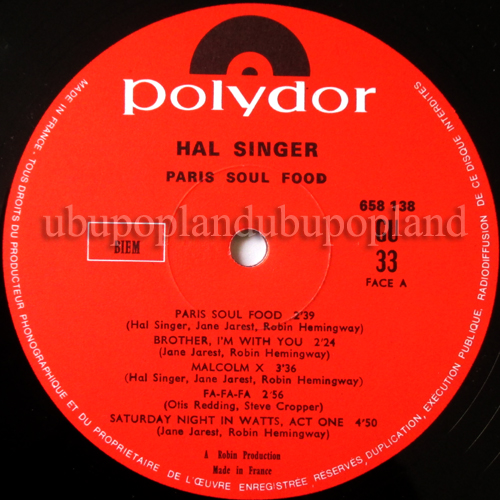 polydor
HAL SINGER
PARIS SOUL FOOD
658 138
ubupoplandubupopland
GU
BIEM
33
FACE A
PARIS SOUL FOOD 2'39
(Hal Singer, Jane Jarest, Robin Hemingway)
BROTHER, I'M WITH YOU 2'24
(Jane Jarest, Robin Hemingway)
MALCOLM X 3'36
(Hal Singer, Jane Jarest, Robin Hemingway)
FA-FA-FA 2'56
(Otis Redding, Steve Cropper)
SATURDAY NIGHT IN WATTS, ACT ONE 4'50
(Jane Jarest, Robin Hemingway)
A Robin Production
Made in France
MADE IN FRANCE - TOUS DROITS DU PRODUCTEUR PHONOGRAPHIQUE ET DU PROPRIETAIRE DE L'ŒUVRE ENREGISTREE, RESERVES, DUPLICATION, EXECUTION PUBLIQUE, RADIODIFFUSION DE CE DISQUE INTERDITES